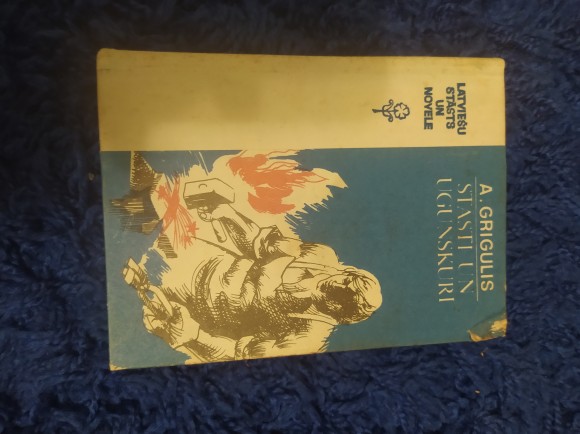 LATVIEŠU
STĀSTS
UN
NOVELE
A. GRIGULIS
STĀSTI UN
UGUNSKURI